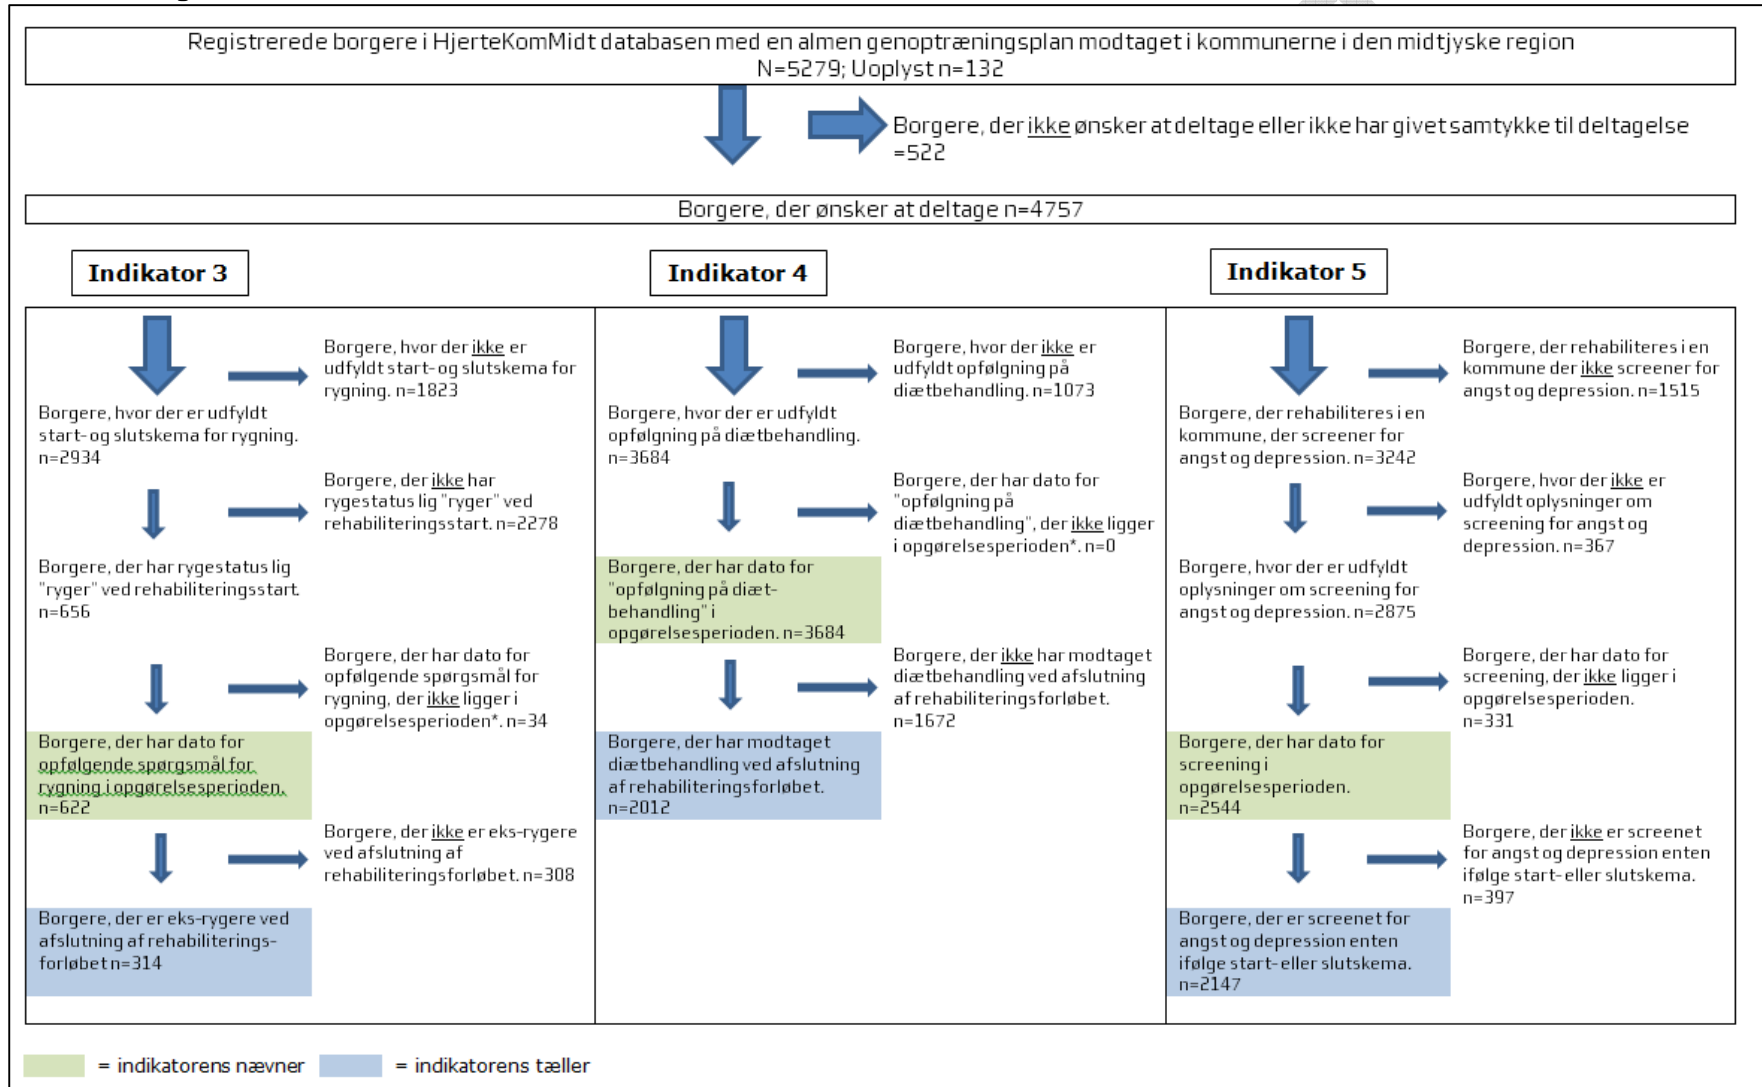 Registrerede borgere i HjerteKomMidt databasen med en almen genoptræningsplan modtaget i kommunerne i den midtjyske region
N=5279; Uoplyst n=132
Borgere, der ikke ønsker at deltage eller ikke har givet samtykke til deltagelse
=522
Borgere, der ønsker at deltage n=4757
Indikator 3
Borgere, hvor der ikke er
udfyldt start- og slutskema for
rygning. n=1823
Borgere, hvor der er udfyldt
start- og slutskema for rygning.
n=2934
Borgere, der ikke har
rygestatus lig "ryger" ved
rehabiliteringsstart. n=2278
Borgere, der har rygestatus lig
"ryger" ved rehabiliteringsstart.
n=656
Borgere, der har dato for
opfølgende spørgsmål for
rygning, der ikke ligger i
opgørelsesperioden*. n=34
Borgere, der har dato for
opfølgende spørgsmål for
rygning i opgørelsesperioden.
n=622
Borgere, der ikke er eks-rygere
ved afslutning af
rehabiliteringsforløbet. n=308
Borgere, der er eks-rygere ved
afslutning af rehabiliterings-
forløbet n=314
Indikator 4
Borgere, hvor der ikke er
udfyldt opfølgning på
diætbehandling. n=1073
Borgere, hvor der er udfyldt
opfølgning på diætbehandling.
n=3684
Borgere, der har dato for
"opfølgning på
diætbehandling", der ikke ligger
i opgørelsesperioden*. n=0
Borgere, der har dato for
"opfølgning på diæt-
behandling" i
opgørelsesperioden. n=3684
Borgere, der ikke har modtaget
diætbehandling ved afslutning
af rehabiliteringsforløbet.
n=1672
Borgere, der har modtaget
diætbehandling ved afslutning
af rehabiliteringsforløbet.
n=2012
Indikator 5
Borgere, der rehabiliteres i en
kommune der ikke screener for
angst og depression. n=1515
Borgere, der rehabiliteres i en
kommune, der screener for
angst og depression. n=3242
Borgere, hvor der ikke er
udfyldt oplysninger om
screening for angst og
depression. n=367
Borgere, hvor der er udfyldt
oplysninger om screening for
angst og depression. n=2875
Borgere, der har dato for
screening, der ikke ligger i
opgørelsesperioden.
n=331
Borgere, der har dato for
screening i
opgørelsesperioden.
n=2544
Borgere, der ikke er screenet
for angst og depression enten
ifølge start- eller slutskema.
n=397
Borgere, der er screenet for
angst og depression enten
ifølge start- eller slutskema.
n=2147
= indikatorens nævner
= indikatorens tæller